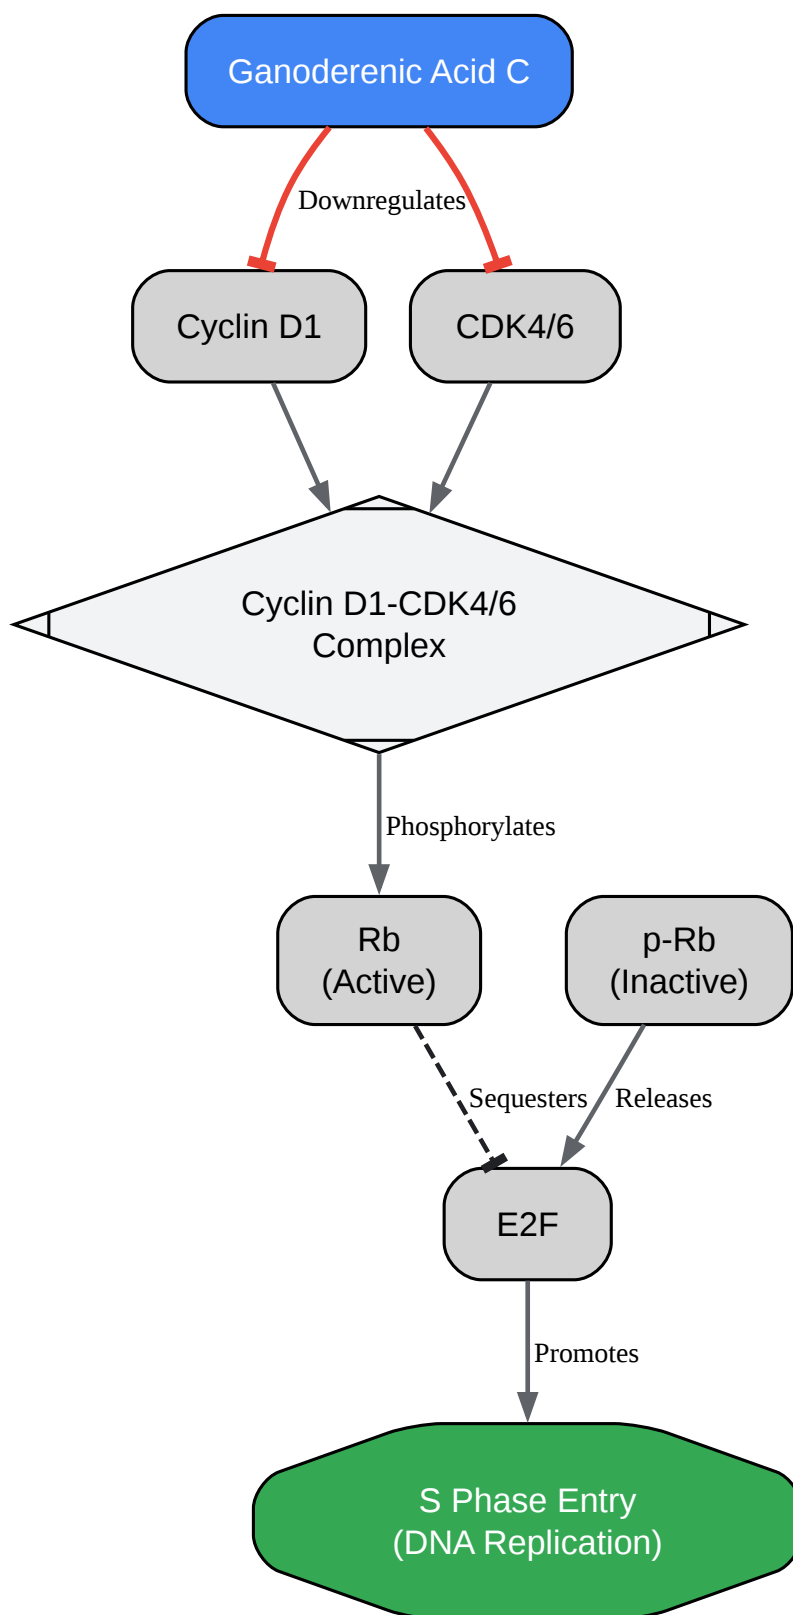 Ganoderenic Acid C
Downregulates
Cyclin D1
CDK4/6
Cyclin D1-CDK4/6
Complex
Phosphorylates
Rb
(Active)
p-Rb
(Inactive)
Sequesters
Releases
E2F
Promotes
S Phase Entry
(DNA Replication)